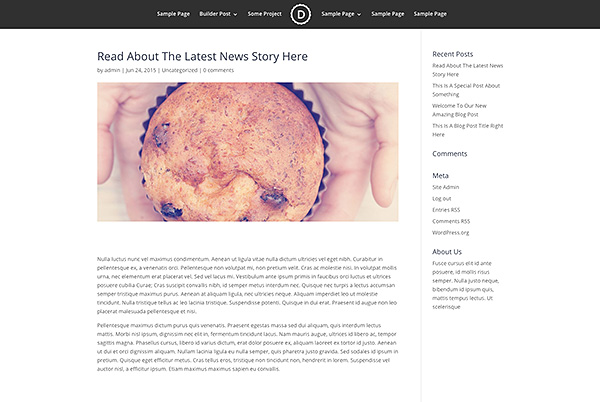 Sample Page Builder Post Some Project D Sample Page Sample Page Sample Page
Read About The Latest News Story Here
by admin | Jun 24, 2015 | Uncategorized | 0 comments
Nulla luctus nunc vel maximus condimentum. Aenean ut ligula vitae nulla dictum ultricies vel eget nibh. Curabitur in
pellentesque ex, a venenatis orci. Pellentesque non volutpat mi, non pretium velit. Cras ac molestie nisl. In volutpat mollis
urna, nec elementum erat placerat vel. Sed vel lacus mi. Vestibulum ante ipsum primis in faucibus orci luctus et ultrices
posuere cubilia Curae; Cras suscipit convallis nibh, id semper metus interdum nec. Quisque nec turpis a lectus accumsan
semper tristique maximus purus. Aenean at aliquam ligula, nec ultricies neque. Aliquam imperdiet leo ut molestie
tincidunt. Nulla tristique tellus ac leo lacinia tristique. Suspendisse potenti. Quisque in dui erat. Praesent id augue non leo
placerat malesuada pellentesque et nisi.
Pellentesque maximus dictum purus quis venenatis. Praesent egestas massa sed dui aliquam, quis interdum lectus
mattis. Morbi nisl ipsum, dignissim nec elit in, fermentum tincidunt lacus. Nam mauris augue, ultrices id libero ac, tempor
sagittis magna. Phasellus cursus, libero id varius dictum, erat dolor posuere ex, aliquam laoreet ex tortor id justo. Aenean
ut dui et orci dignissim aliquam. Nullam lacinia ligula eu nulla semper, quis pharetra justo gravida. Sed sodales id ipsum in
pretium. Quisque eget efficitur metus. Cras tellus eros, tristique non tincidunt non, hendrerit in lorem. Suspendisse vel
auctor nisl, a efficitur ipsum. Etiam maximus maximus sapien eu convallis.
Recent Posts
Read About The Latest News
Story Here
This Is A Special Post About
Something
Welcome To Our New
Amazing Blog Post
This Is A Blog Post Title Right
Here
Comments
Meta
Site Admin
Log out
Entries RSS
Comments RSS
WordPress.org
About Us
Fusce cursus elit id ante
posuere, id mollis risus
semper. Nulla justo neque,
bibendum id ipsum quis,
mattis tempus lectus. Ut
scelerisque